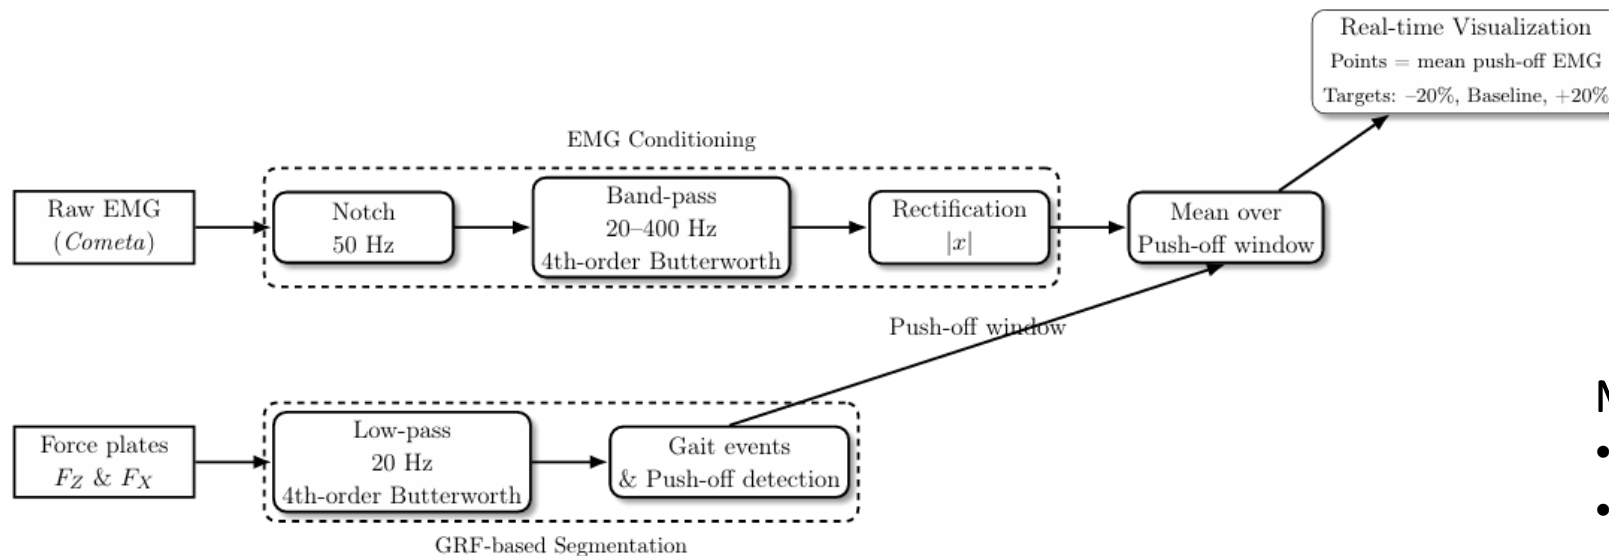 Real-time Visualization
Points = mean push-off EMG
Targets: –20%, Baseline, +20%
EMG Conditioning
Raw EMG
(Cometa)
Notch
50 Hz
Band-pass
20–400 Hz
4th-order Butterworth
Rectification
|x|
Mean over
Push-off window
Push-off window
Force plates
F_Z & F_X
Low-pass
20 Hz
4th-order Butterworth
Gait events
& Push-off detection
GRF-based Segmentation